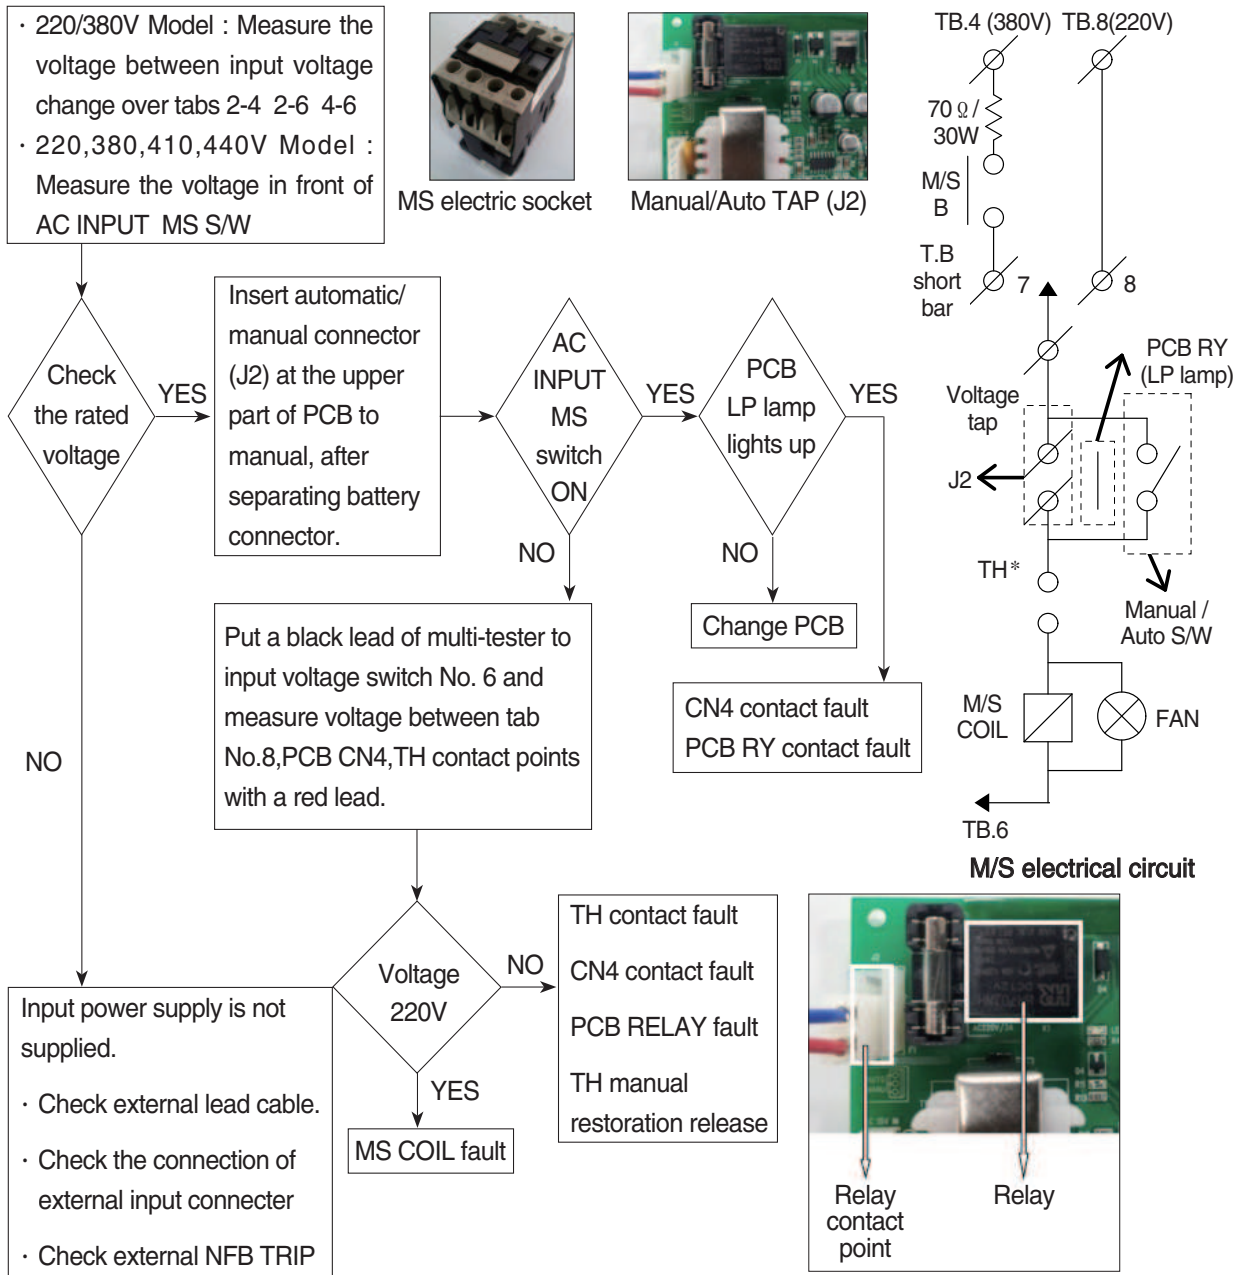 · 220/380V Model : Measure the
voltage between input voltage
change over tabs 2-4 2-6 4-6
· 220,380,410,440V Model :
Measure the voltage in front of
AC INPUT MS S/W
MS electric socket
Manual/Auto TAP (J2)
Check
the rated
voltage
YES
Insert automatic/
manual connector
(J2) at the upper
part of PCB to
manual, after
separating battery
connector.
AC
INPUT
MS
switch
ON
YES
PCB
LP lamp
lights up
YES
NO
NO
Change PCB
CN4 contact fault
PCB RY contact fault
Put a black lead of multi-tester to
input voltage switch No. 6 and
measure voltage between tab
No.8,PCB CN4,TH contact points
with a red lead.
NO
Voltage
220V
NO
TH contact fault
CN4 contact fault
PCB RELAY fault
TH manual
restoration release
YES
MS COIL fault
Input power supply is not
supplied.
· Check external lead cable.
· Check the connection of
external input connecter
· Check external NFB TRIP
TB.4 (380V) TB.8(220V)
70 Ω /
30W
M/S
B
T.B
short
bar
7
8
PCB RY
(LP lamp)
Voltage
tap
J2
TH*
Manual /
Auto S/W
M/S
COIL
FAN
TB.6
M/S electrical circuit
Relay
contact
point
Relay